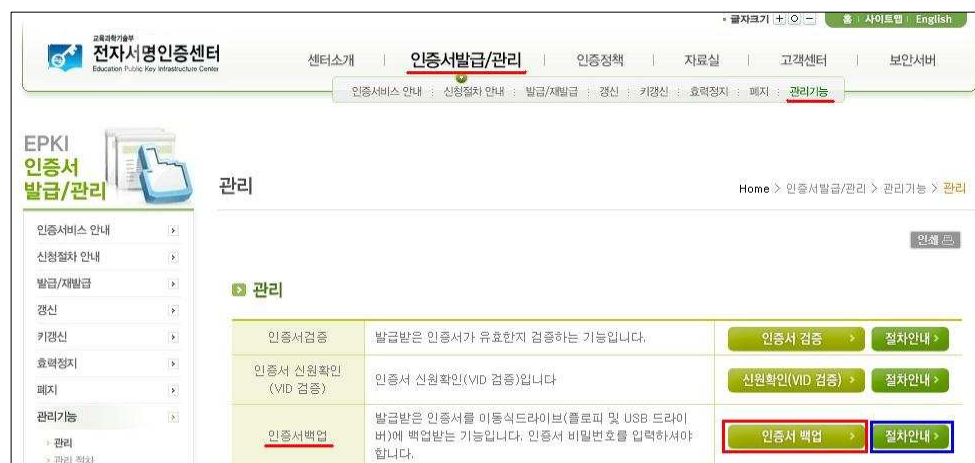 글자크기 + O -
홈 | 사이트맵 | English
교육과학기술부
전자서명인증센터
Education Public Key Infrastructure Center
센터소개 | 인증서발급/관리 | 인증정책 | 자료실 | 고객센터 | 보안서버
인증서비스 안내 : 신청절차 안내 : 발급/재발급 : 갱신 : 키갱신 : 효력정지 : 폐지 : 관리기능
EPKI
인증서
발급/관리
관리
Home > 인증서발급/관리 > 관리기능 > 관리
인쇄
인증서비스 안내
신청절차 안내
발급/재발급
갱신
키갱신
효력정지
폐지
관리기능
관리
관리 절차
관리
인증서검증
발급받은 인증서가 유효한지 검증하는 기능입니다.
인증서 검증 >
절차안내 >
인증서 신원확인
(VID 검증)
인증서 신원확인(VID 검증)입니다
신원확인(VID 검증) >
절차안내 >
인증서백업
발급받은 인증서를 이동식드라이브(플로피 및 USB 드라이
버)에 백업받는 기능입니다. 인증서 비밀번호를 입력하셔야
합니다.
인증서 백업 >
절차안내 >